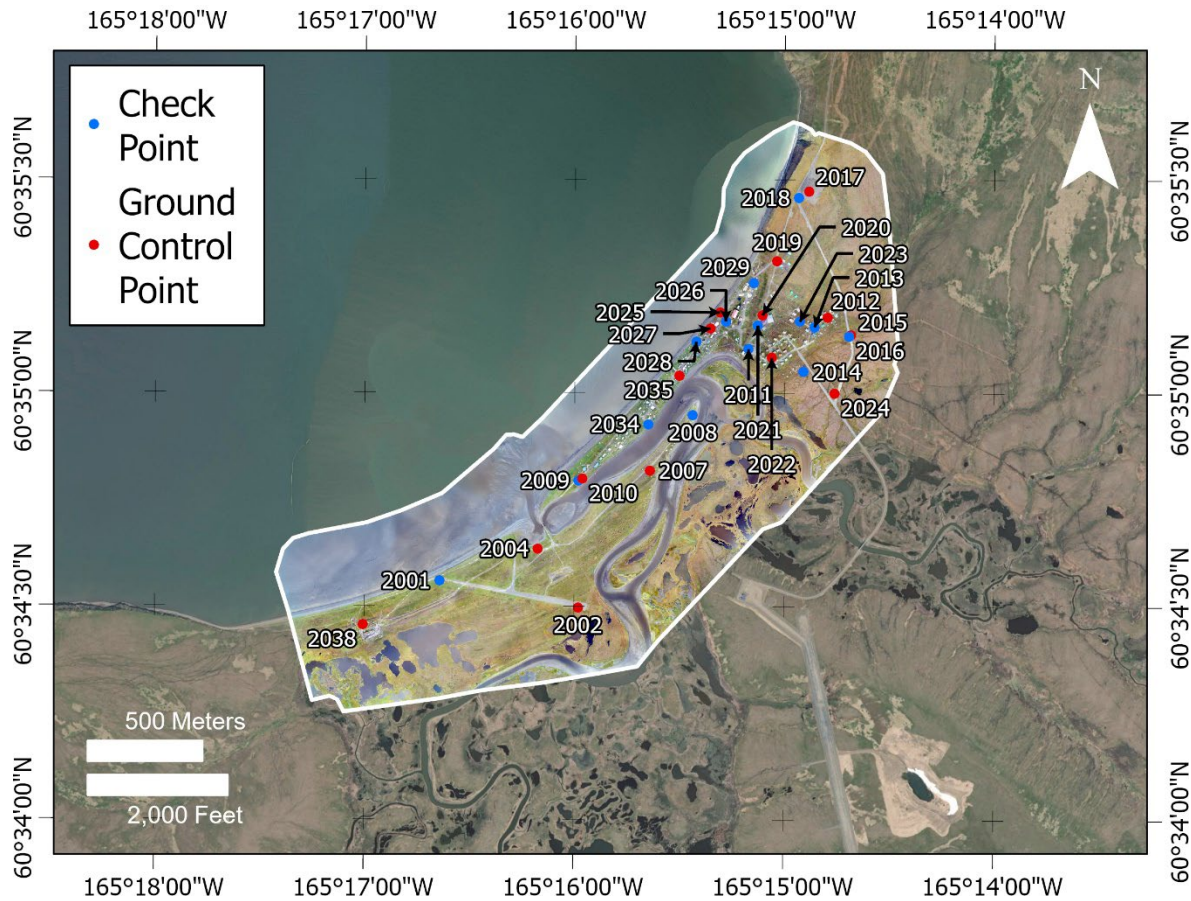 165°18'00"W 165°17'00"W 165°16'00"W 165°15'00"W 165°14'00"W
Check
Point
Ground
Control
Point
N
60°35'30"N
60°35'30"N
2017
2018
2020
2019
2023
2029
2013
2026
2012
2025
2015
2027
2016
2028
2014
2035
2011
2024
2034
2008
2021
2022
2007
2009
2010
60°35'00"N
60°35'00"N
2004
2001
2002
2038
60°34'30"N
60°34'30"N
500 Meters
2,000 Feet
60°34'00"N
60°34'00"N
165°18'00"W 165°17'00"W 165°16'00"W 165°15'00"W 165°14'00"W